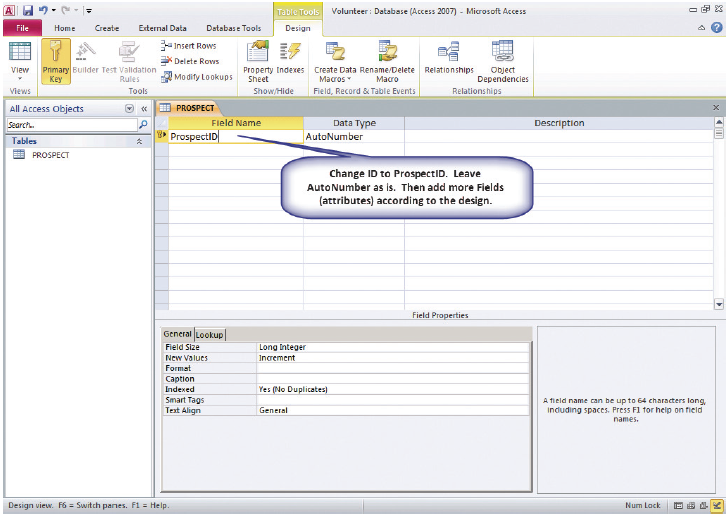 Table Tools
Volunteer : Database (Access 2007) - Microsoft Access
File Home Create External Data Database Tools Design
View
Primary Key
Builder
Test Validation Rules
Insert Rows
Delete Rows
Modify Lookups
Property Sheet
Indexes
Create Data Macros
Rename/Delete Macro
Relationships
Object Dependencies
Views Tools Show/Hide Field, Record & Table Events Relationships
All Access Objects
Search...
Tables
PROSPECT
PROSPECT
Field Name Data Type Description
ProspectID AutoNumber
Change ID to ProspectID. Leave
AutoNumber as is. Then add more Fields
(attributes) according to the design.
Field Properties
General Lookup
Field Size Long Integer
New Values Increment
Format
Caption
Indexed Yes (No Duplicates)
Smart Tags
Text Align General
A field name can be up to 64 characters long,
including spaces. Press F1 for help on field
names.
Design view. F6 = Switch panes. F1 = Help.
Num Lock